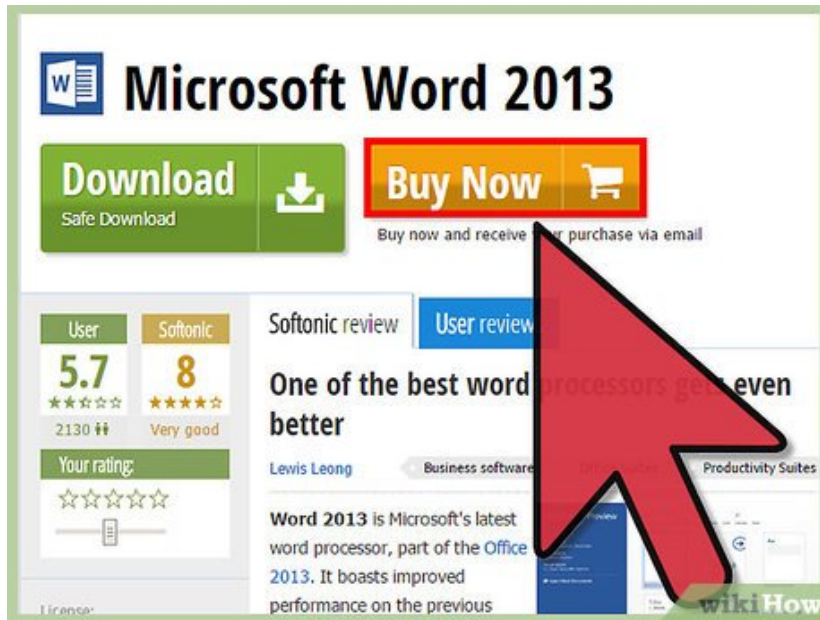 Microsoft Word 2013
Download
Safe Download
Buy Now
Buy now and receive your purchase via email
User
5.7
2130
Softonic
8
Very good
Your rating:
Softonic review
User review
One of the best word processors gets even
better
Lewis Leong
Business software
Productivity Suites
Word 2013 is Microsoft's latest
word processor, part of the Office
2013. It boasts improved
performance on the previous
License:
wikiHow